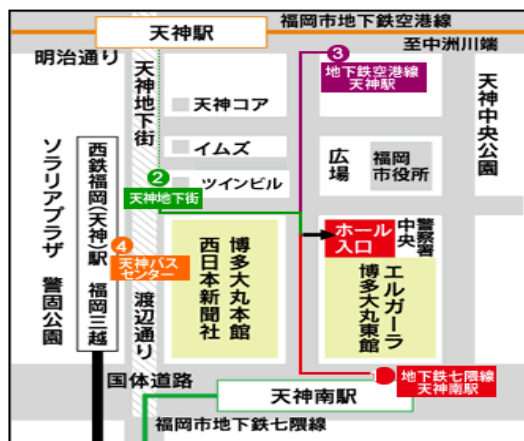 福岡市地下鉄空港線
天神駅
至中洲川端
明治通り
❸
地下鉄空港線
天神駅
天神地下街
天神コア
イムズ
ツインビル
広場
福岡
市役所
天神中央公園
❷
天神地下街
ソラリアプラザ
警固公園
西鉄福岡(天神)駅
福岡三越
❹
天神バス
センター
渡辺通り
博多大丸本館
西日本新聞社
ホール
入口
中央
警察署
エルガーラ
博多大丸東館
国体道路
天神南駅
地下鉄七隈線
天神南駅
福岡市地下鉄七隈線